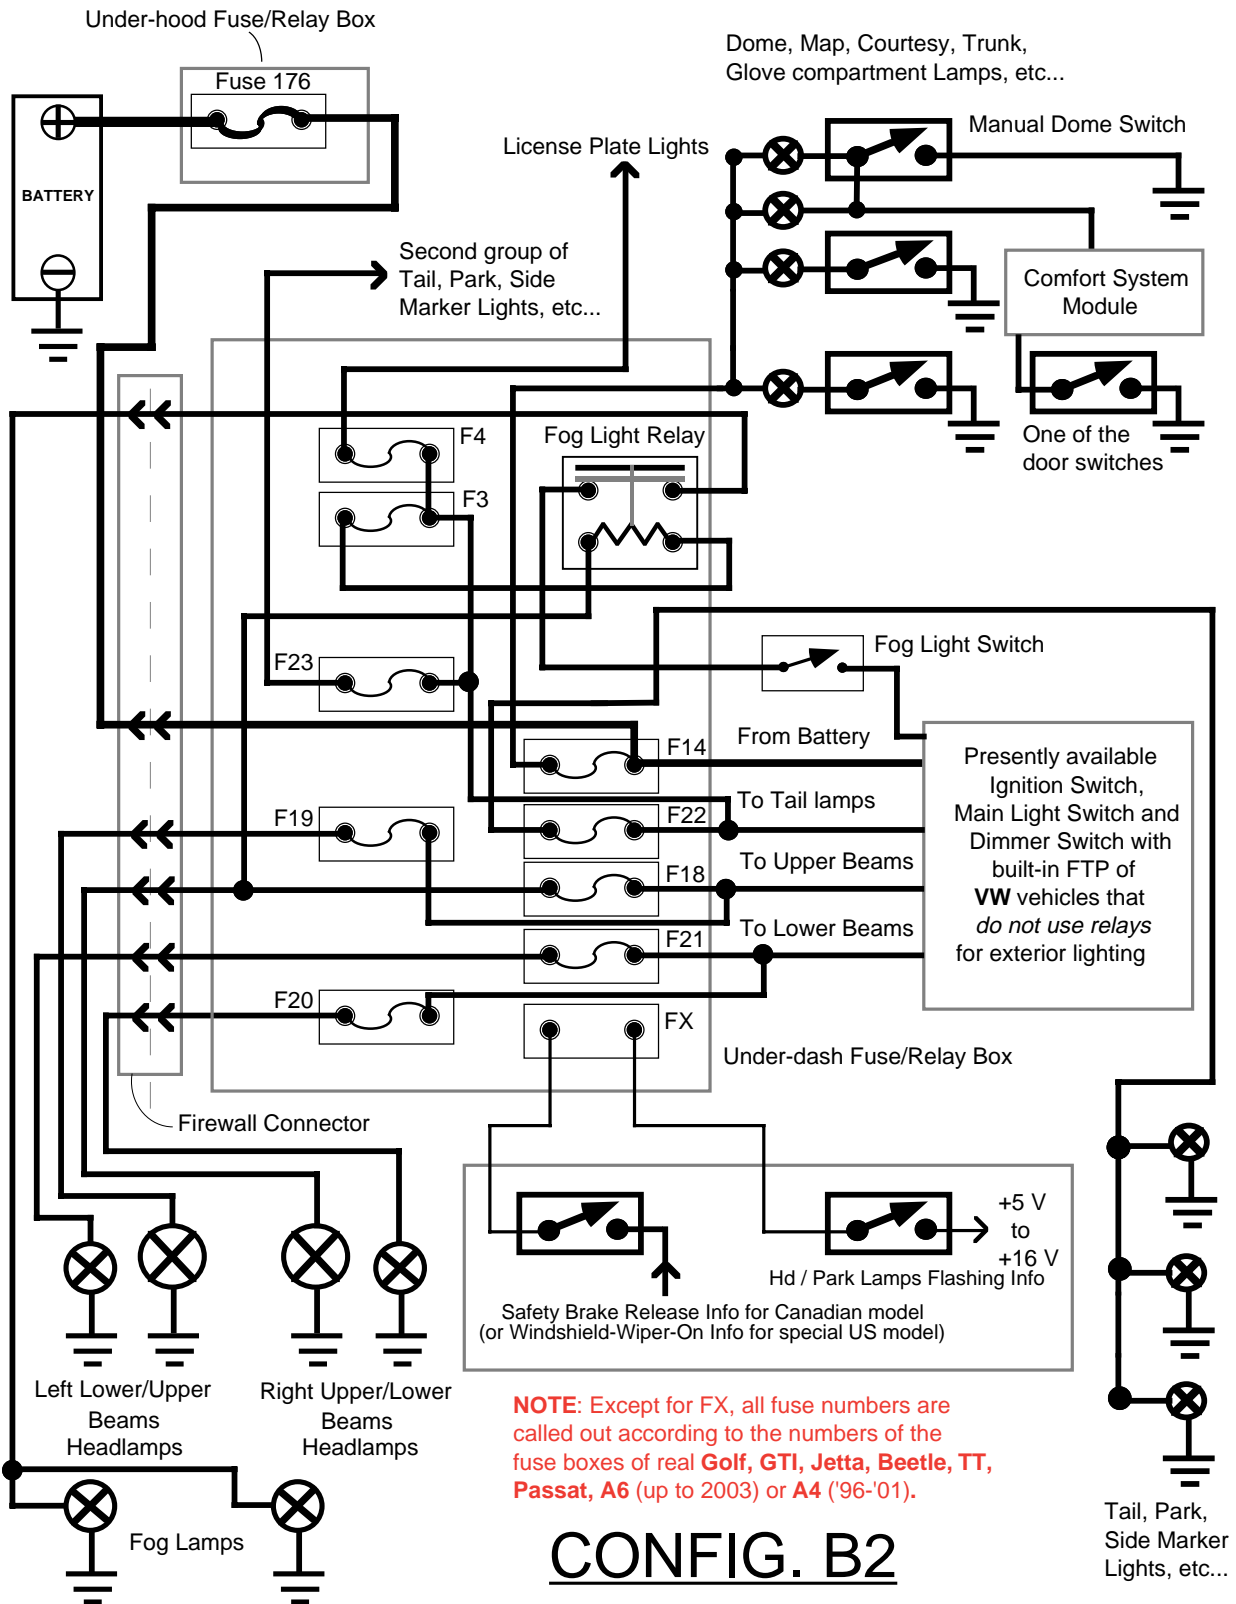 Under-hood Fuse/Relay Box
Fuse 176
BATTERY
Dome, Map, Courtesy, Trunk,
Glove compartment Lamps, etc...
Manual Dome Switch
License Plate Lights
Second group of
Tail, Park, Side
Marker Lights, etc...
Comfort System
Module
One of the
door switches
F4
Fog Light Relay
F3
F23
Fog Light Switch
F14
From Battery
F19
F22
To Tail lamps
F18
To Upper Beams
F21
To Lower Beams
F20
FX
Presently available
Ignition Switch,
Main Light Switch and
Dimmer Switch with
built-in FTP of
VW vehicles that
do not use relays
for exterior lighting
Under-dash Fuse/Relay Box
Firewall Connector
+5 V
to
+16 V
Hd / Park Lamps Flashing Info
Safety Brake Release Info for Canadian model
(or Windshield-Wiper-On Info for special US model)
Left Lower/Upper
Beams
Headlamps
Right Upper/Lower
Beams
Headlamps
Fog Lamps
NOTE: Except for FX, all fuse numbers are
called out according to the numbers of the
fuse boxes of real Golf, GTI, Jetta, Beetle, TT,
Passat, A6 (up to 2003) or A4 ('96-'01).
CONFIG. B2
Tail, Park,
Side Marker
Lights, etc...